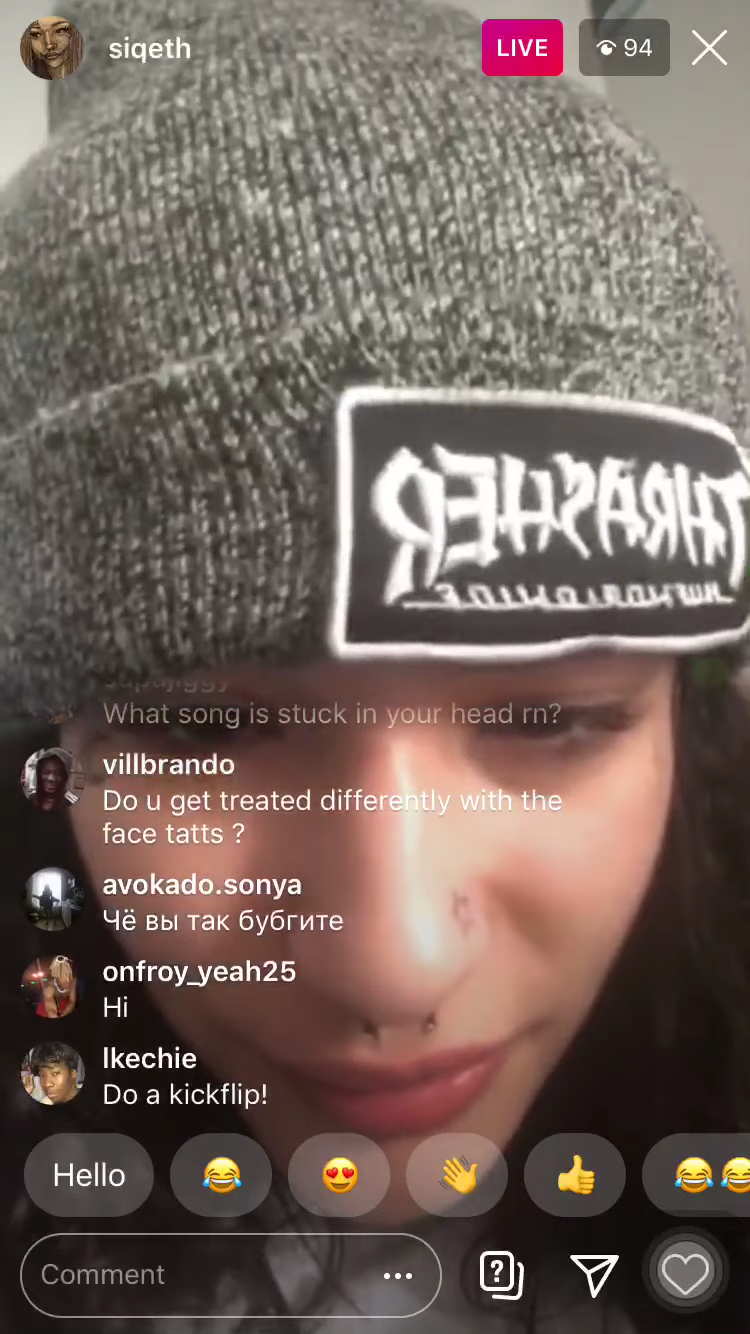 siqeth
LIVE
94
THRASHER
What song is stuck in your head rn?
villbrando
Do u get treated differently with the
face tatts ?
avokado.sonya
Чё вы так бубгите
onfroy_yeah25
Hi
Ikechie
Do a kickflip!
Hello
Comment